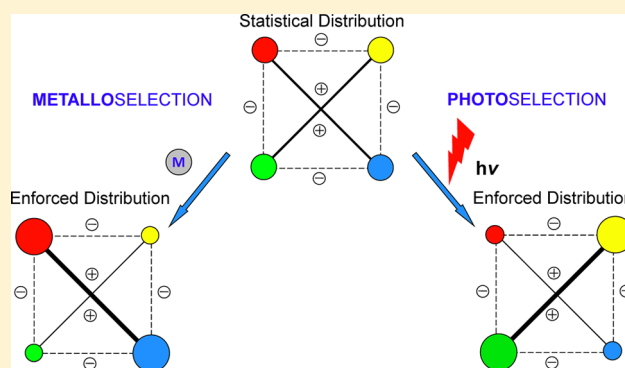 Statistical Distribution
METALLOSELECTION
PHOTOSELECTION
M
hν
Enforced Distribution
Enforced Distribution